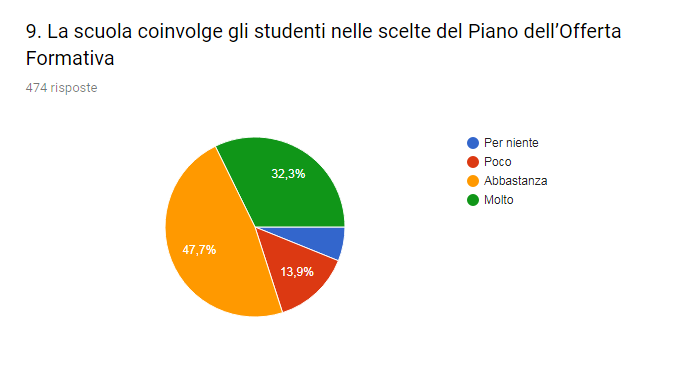 9. La scuola coinvolge gli studenti nelle scelte del Piano dell’Offerta
Formativa
474 risposte
Per niente
Poco
Abbastanza
Molto
32,3%
47,7%
13,9%